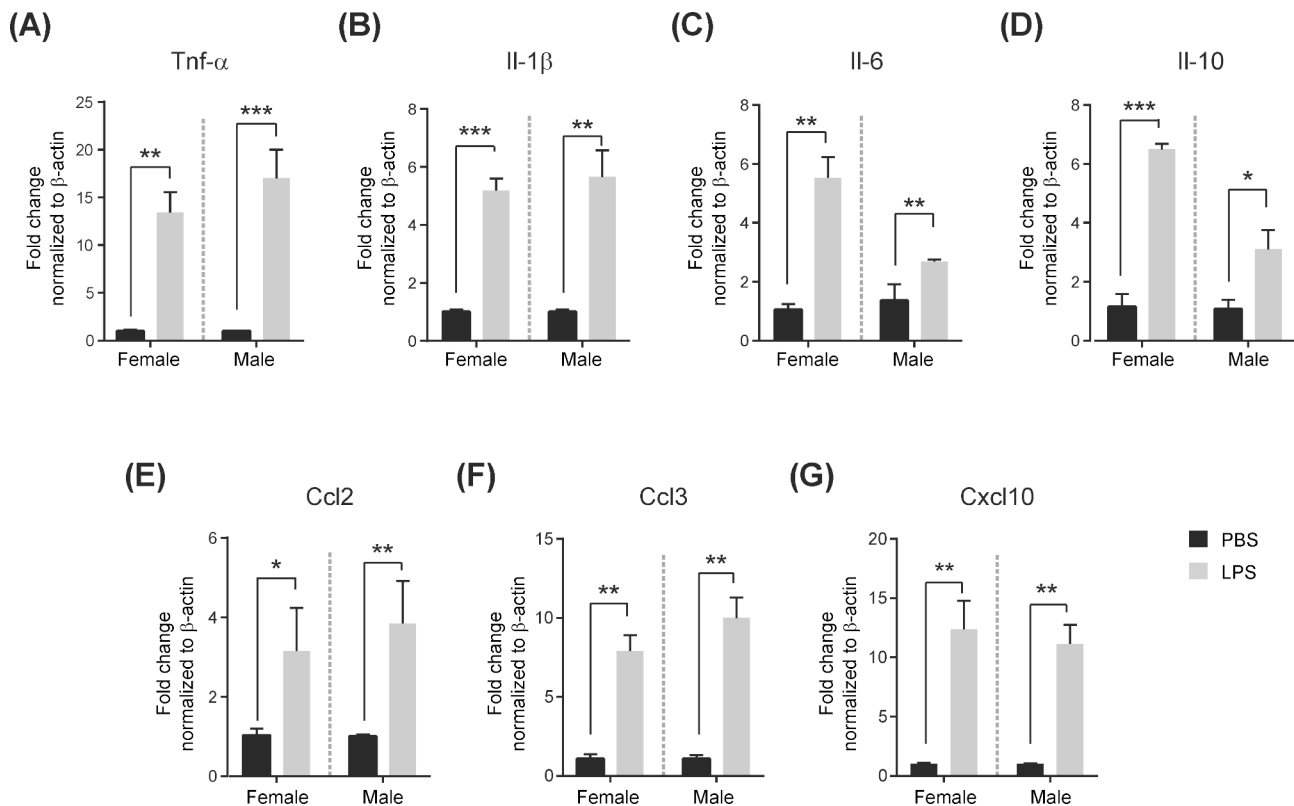 (A)
Tnf-α
Fold change
normalized to β-actin
25
20
15
10
5
0
**
***
Female
Male
(B)
Il-1β
Fold change
normalized to β-actin
8
6
4
2
0
***
**
Female
Male
(C)
Il-6
Fold change
normalized to β-actin
8
6
4
2
0
**
**
Female
Male
(D)
Il-10
Fold change
normalized to β-actin
8
6
4
2
0
***
*
Female
Male
(E)
Ccl2
Fold change
normalized to β-actin
6
4
2
0
*
**
Female
Male
(F)
Ccl3
Fold change
normalized to β-actin
15
10
5
0
**
**
Female
Male
(G)
Cxcl10
Fold change
normalized to β-actin
20
15
10
5
0
**
**
Female
Male
PBS
LPS